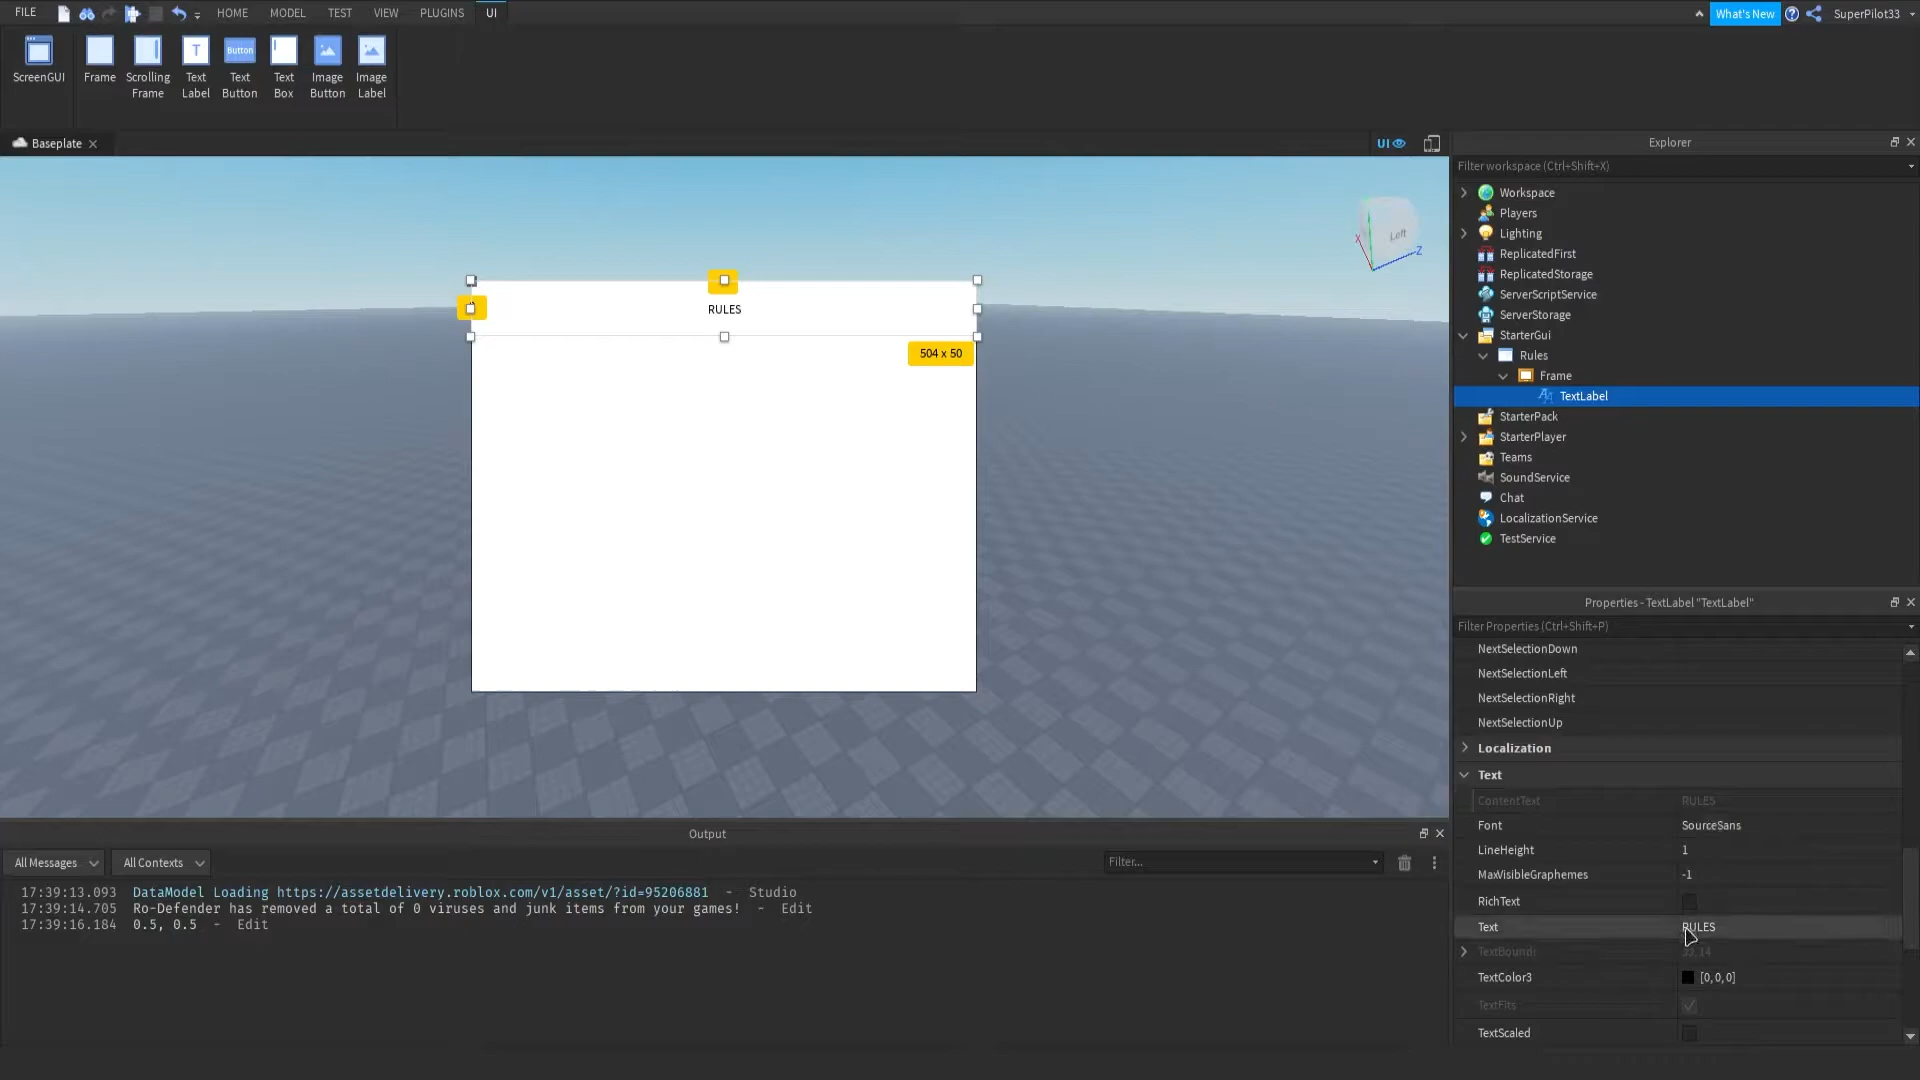 FILE HOME MODEL TEST VIEW PLUGINS UI What's New SuperPilot33
ScreenGUI Frame Scrolling Frame Text Label Text Button Text Box Image Button Image Label
T
Button
Baseplate
UI
Left
X
Z
RULES
504 x 50
Explorer
Filter workspace (Ctrl+Shift+X)
Workspace
Players
Lighting
ReplicatedFirst
ReplicatedStorage
ServerScriptService
ServerStorage
StarterGui
Rules
Frame
TextLabel
StarterPack
StarterPlayer
Teams
SoundService
Chat
LocalizationService
TestService
Properties - TextLabel "TextLabel"
Filter Properties (Ctrl+Shift+P)
NextSelectionDown
NextSelectionLeft
NextSelectionRight
NextSelectionUp
Localization
Text
ContentText RULES
Font SourceSans
LineHeight 1
MaxVisibleGraphemes -1
RichText
Text RULES
TextBounds
TextColor3 [0,0,0]
TextFits
TextScaled
Output
All Messages All Contexts Filter...
17:39:13.093 DataModel Loading https://assetdelivery.roblox.com/v1/asset/?id=95206881 - Studio
17:39:14.705 Ro-Defender has removed a total of 0 viruses and junk items from your games! - Edit
17:39:16.184 0.5, 0.5 - Edit